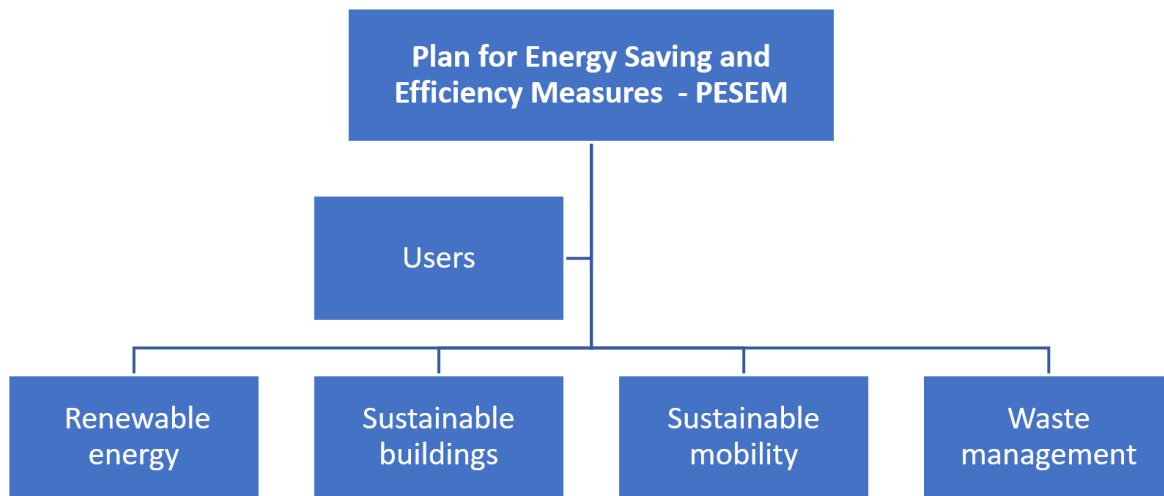 Plan for Energy Saving and
Efficiency Measures  - PESEM
Users
Renewable
energy
Sustainable
buildings
Sustainable
mobility
Waste
management